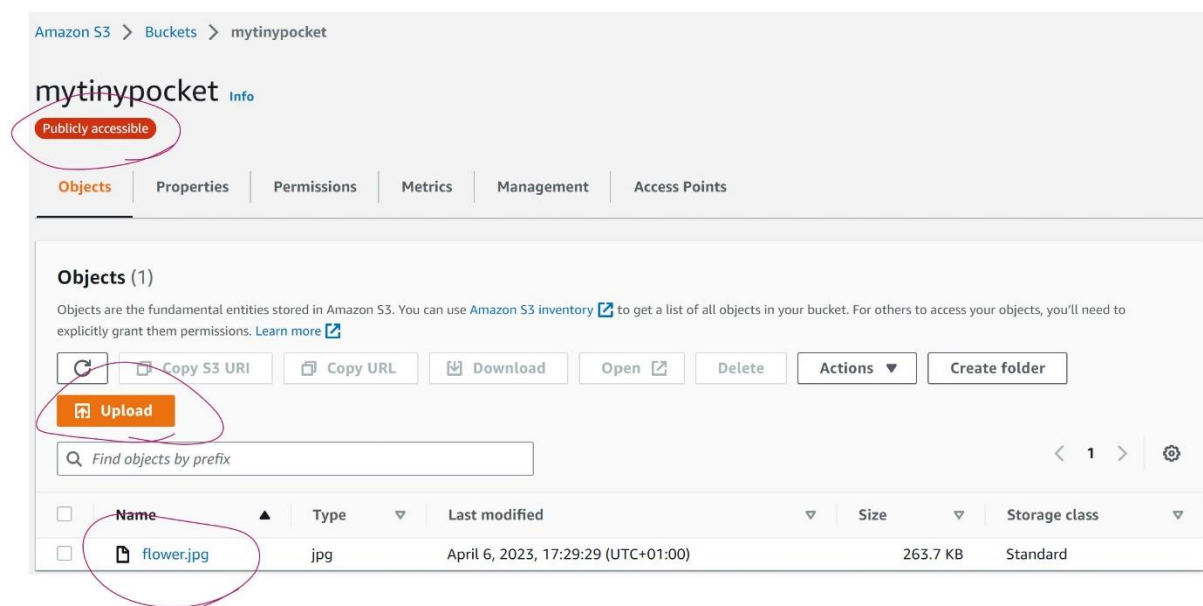 Amazon S3 > Buckets > mytinypocket
mytinypocket Info
Publicly accessible
Objects Properties Permissions Metrics Management Access Points
Objects (1)
Objects are the fundamental entities stored in Amazon S3. You can use Amazon S3 inventory to get a list of all objects in your bucket. For others to access your objects, you'll need to
explicitly grant them permissions. Learn more
Copy S3 URI Copy URL Download Open Delete Actions Create folder
Upload
Find objects by prefix
< 1 >
Name Type Last modified Size Storage class
flower.jpg jpg April 6, 2023, 17:29:29 (UTC+01:00) 263.7 KB Standard